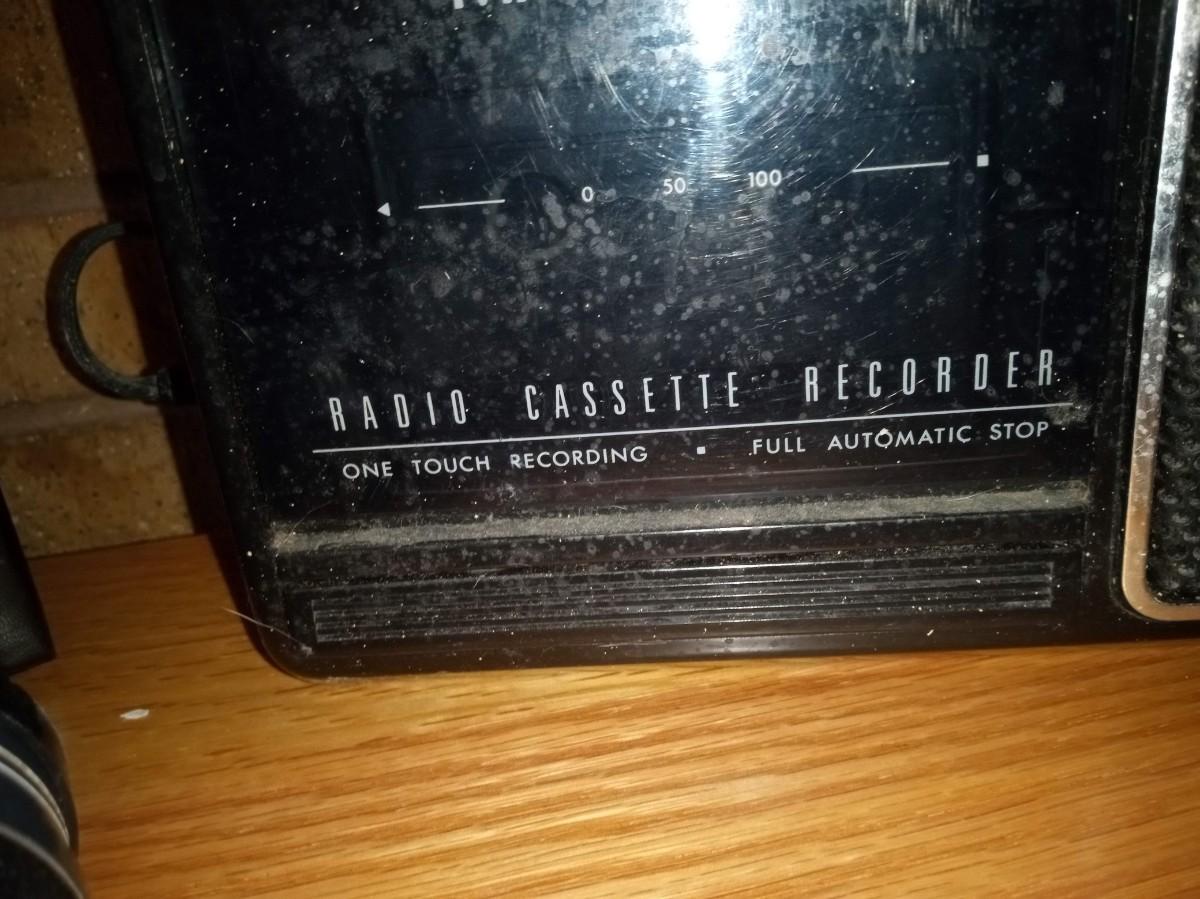 0 50 100
RADIO CASSETTE RECORDER
ONE TOUCH RECORDING ▪ FULL AUTOMATIC STOP